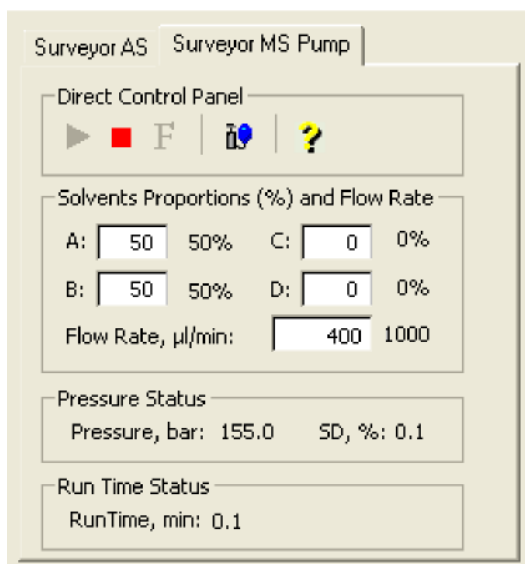 Surveyor AS Surveyor MS Pump
Direct Control Panel
F ?
Solvents Proportions (%) and Flow Rate
A: 50 50% C: 0 0%
B: 50 50% D: 0 0%
Flow Rate, µl/min: 400 1000
Pressure Status
Pressure, bar: 155.0 SD, %: 0.1
Run Time Status
RunTime, min: 0.1